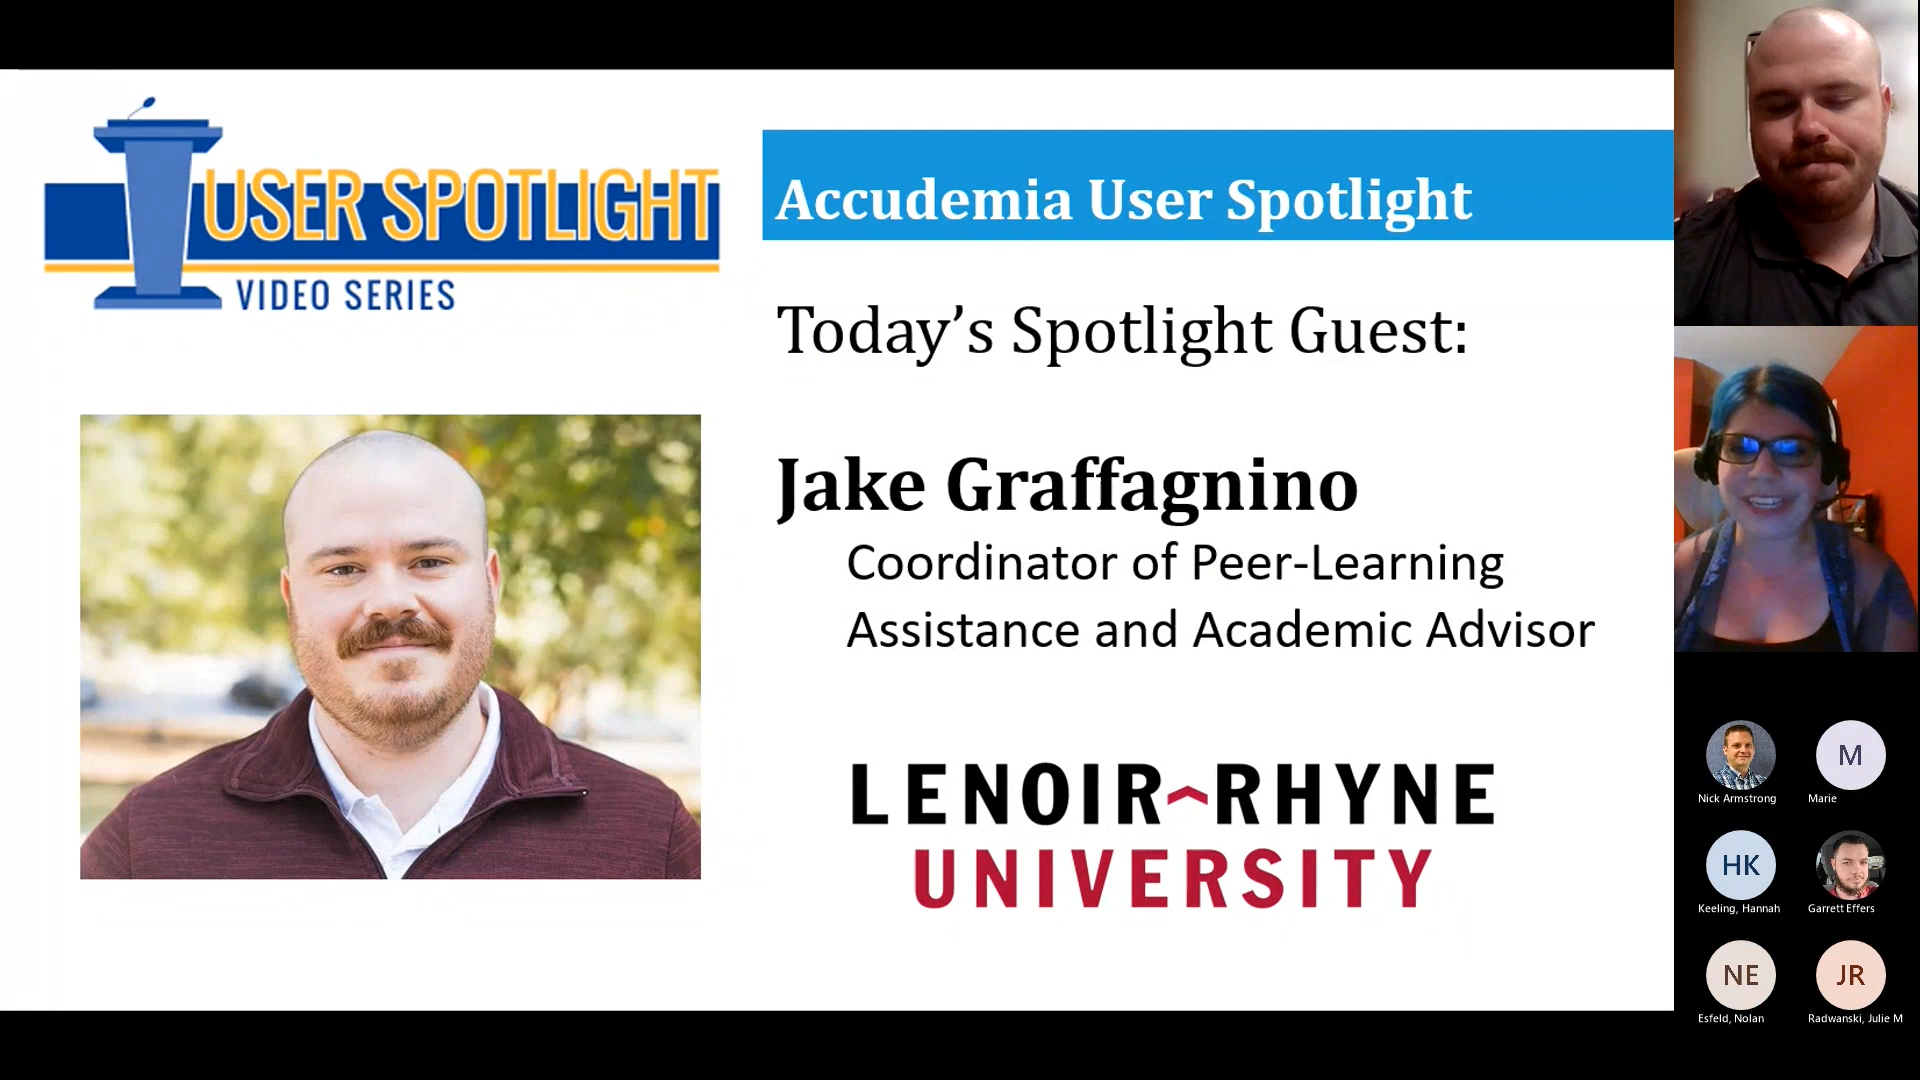 USER SPOTLIGHT
VIDEO SERIES
Accudemia User Spotlight
Today’s Spotlight Guest:
Jake Graffagnino
Coordinator of Peer-Learning
Assistance and Academic Advisor
LENOIR-RHYNE
UNIVERSITY
Nick Armstrong
M
Marie
HK
Keeling, Hannah
Garrett Effers
NE
Esfeld, Nolan
JR
Radwanski, Julie M